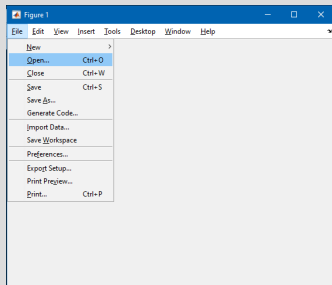 Figure 1
File Edit View Insert Tools Desktop Window Help
New
Open... Ctrl+O
Close Ctrl+W
Save Ctrl+S
Save As...
Generate Code...
Import Data...
Save Workspace
Preferences...
Export Setup...
Print Preview...
Print... Ctrl+P